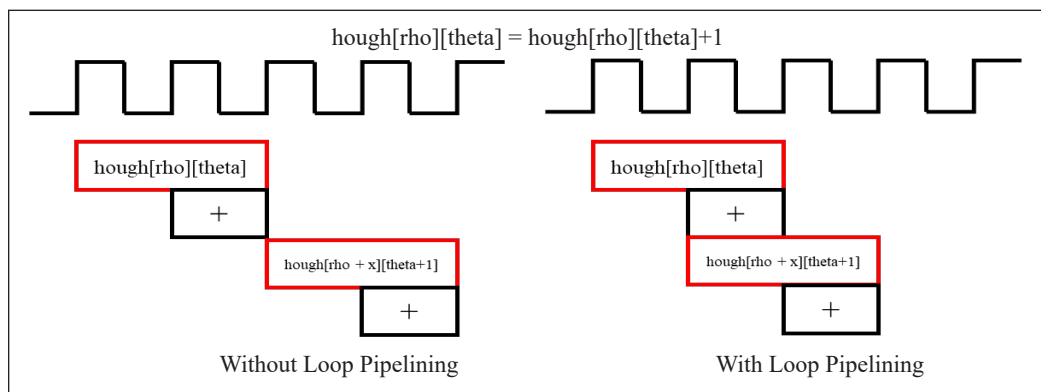 hough[rho][theta] = hough[rho][theta]+1
hough[rho][theta]
+
hough[rho + x][theta+1]
+
Without Loop Pipelining
hough[rho][theta]
+
hough[rho + x][theta+1]
+
With Loop Pipelining